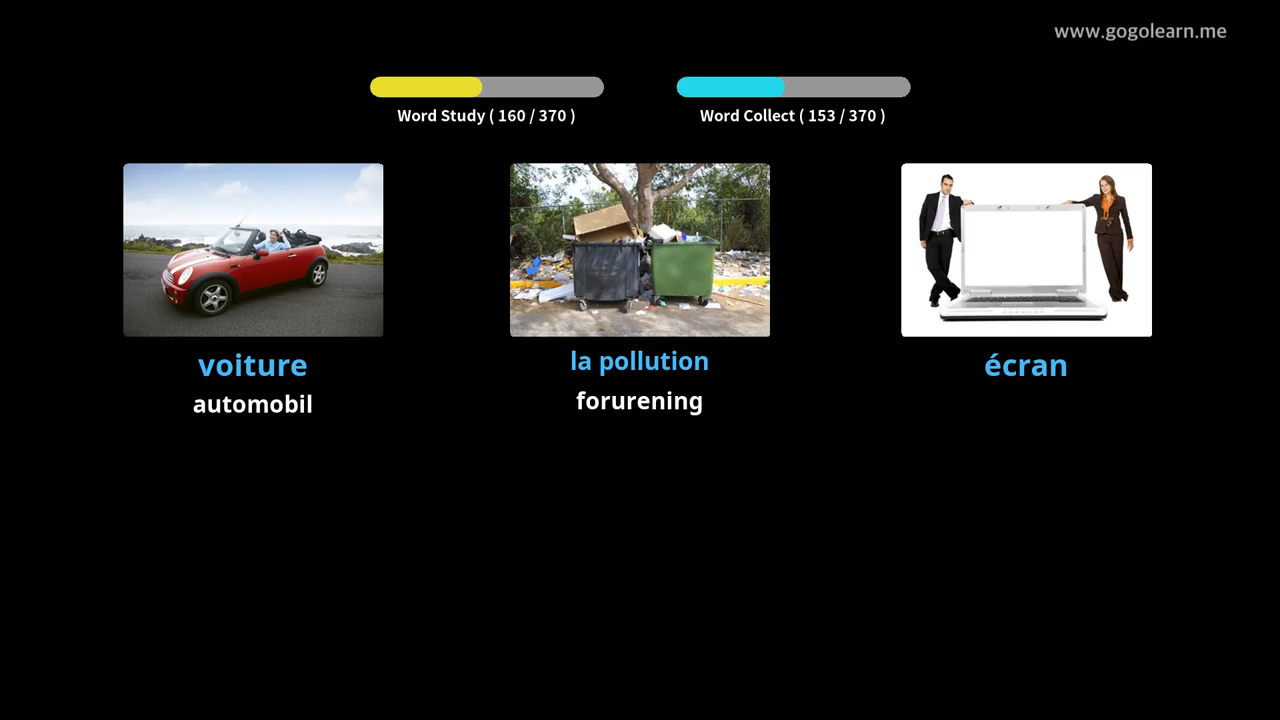 www.gogolearn.me
Word Study ( 160 / 370 )
Word Collect ( 153 / 370 )
voiture
la pollution
écran
automobil
forurening